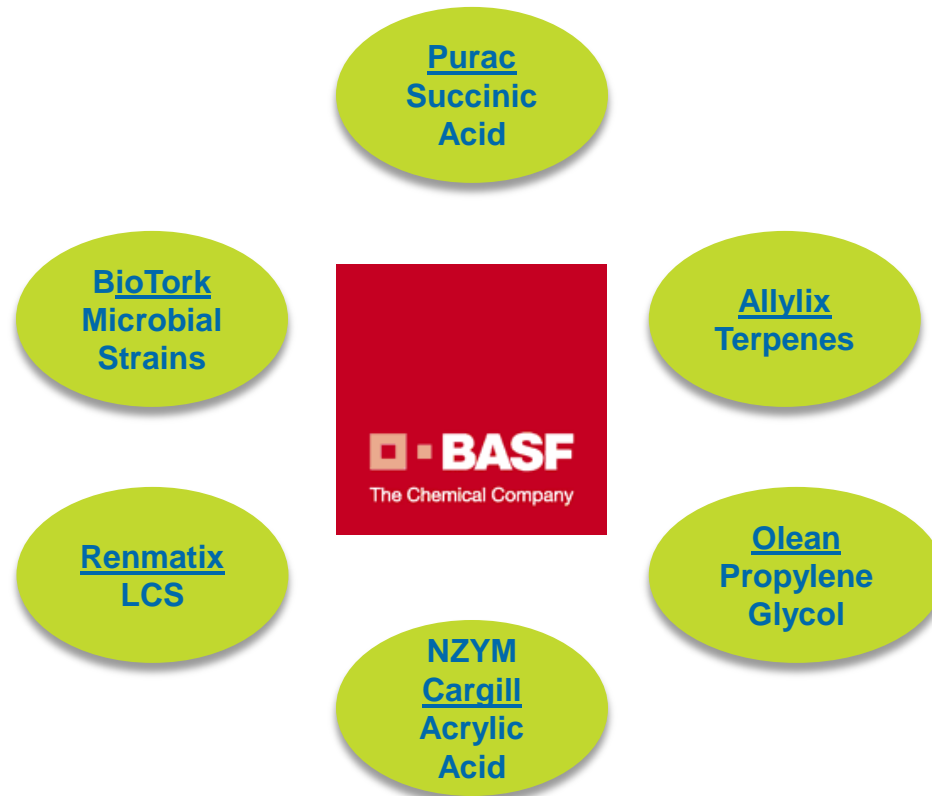 Purac
Succinic
Acid
BioTork
Microbial
Strains
Allylix
Terpenes
BASF
The Chemical Company
Renmatix
LCS
Olean
Propylene
Glycol
NZYM
Cargill
Acrylic
Acid